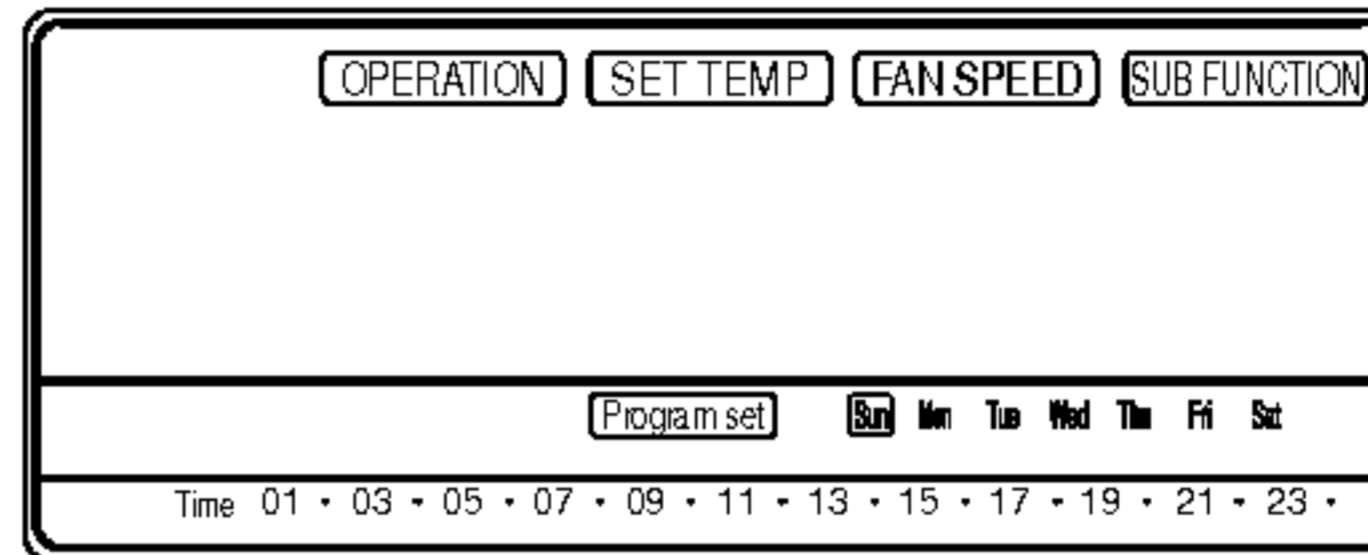 OPERATION SET TEMP FAN SPEED SUB FUNCTION
Program set Sun Mon Tue Wed Thu Fri Sat
Time 01 • 03 • 05 • 07 • 09 • 11 • 13 • 15 • 17 • 19 • 21 • 23 •